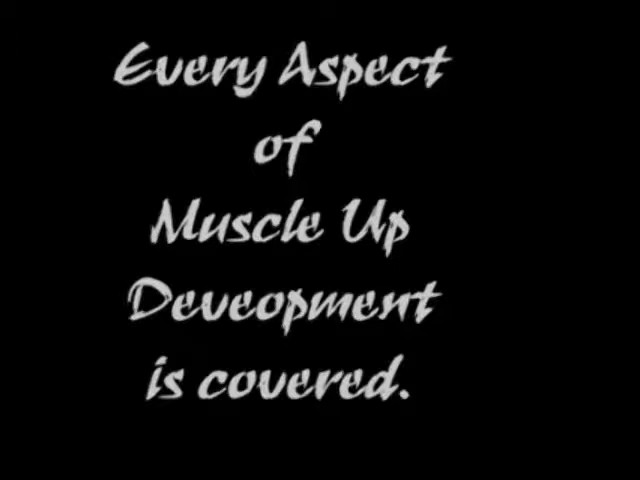 Every Aspect
of
Muscle Up
Deveopment
is covered.